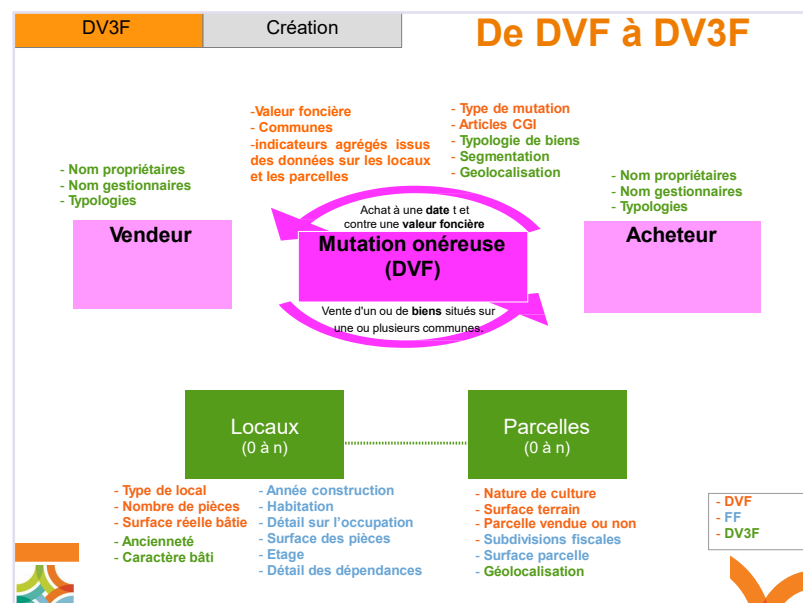 DV3F
Création
De DVF à DV3F
-Valeur foncière
- Communes
-indicateurs agrégés issus
des données sur les locaux
et les parcelles
- Type de mutation
- Articles CGI
- Typologie de biens
- Segmentation
- Geolocalisation
- Nom propriétaires
- Nom gestionnaires
- Typologies
- Nom propriétaires
- Nom gestionnaires
- Typologies
Vendeur
Achat à une date t et
contre une valeur foncière
Mutation onéreuse
(DVF)
Vente d'un ou de biens situés sur
une ou plusieurs communes.
Acheteur
Locaux
(0 à n)
Parcelles
(0 à n)
- Type de local
- Nombre de pièces
- Surface réelle bâtie
- Ancienneté
- Caractère bâti
- Année construction
- Habitation
- Détail sur l'occupation
- Surface des pièces
- Etage
- Détail des dépendances
- Nature de culture
- Surface terrain
- Parcelle vendue ou non
- Subdivisions fiscales
- Surface parcelle
- Géolocalisation
- DVF
- FF
- DV3F